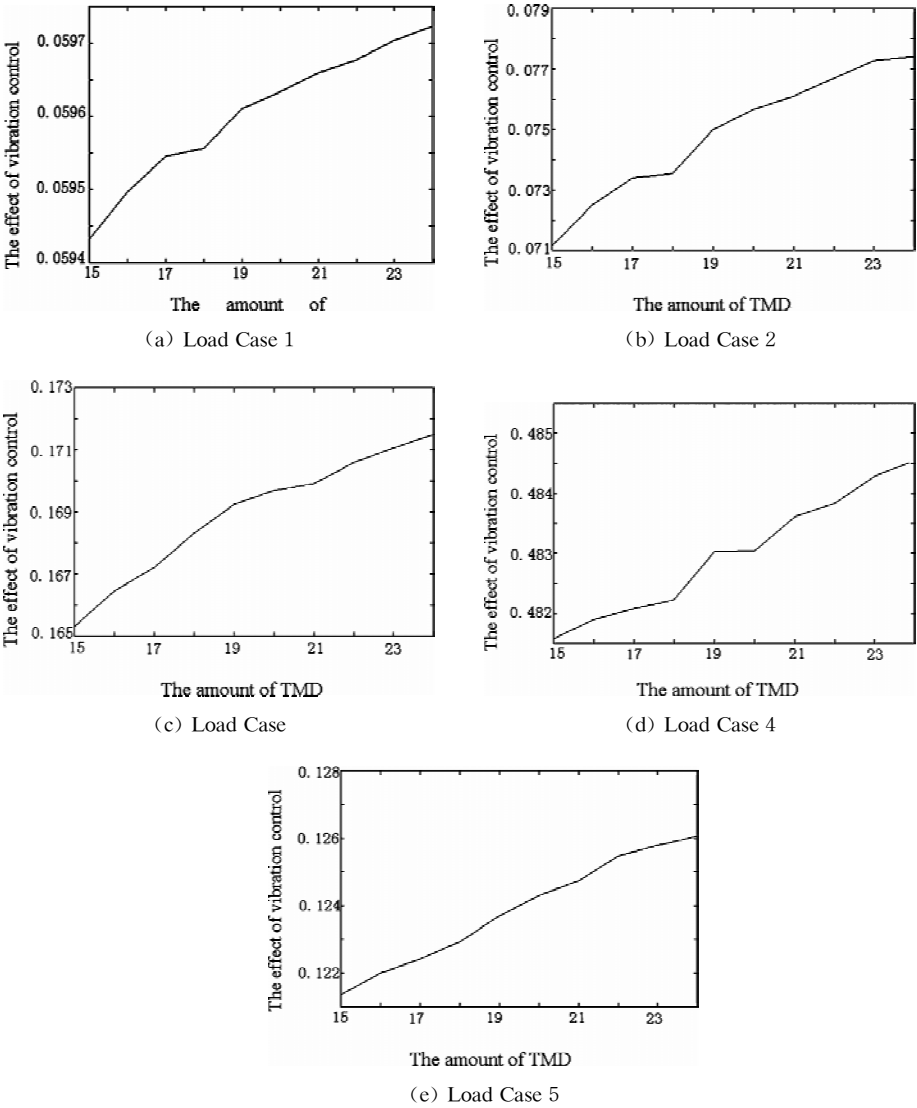 The effect of vibration control
0.0597
0.0596
0.0595
0.0594
15 17 19 21 23
The amount of
(a) Load Case 1
The effect of vibration control
0.079
0.077
0.075
0.073
0.071
15 17 19 21 23
The amount of TMD
(b) Load Case 2
The effect of vibration control
0.173
0.171
0.169
0.167
0.165
15 17 19 21 23
The amount of TMD
(c) Load Case
The effect of vibration control
0.485
0.484
0.483
0.482
15 17 19 21 23
The amount of TMD
(d) Load Case 4
The effect of vibration control
0.128
0.126
0.124
0.122
15 17 19 21 23
The amount of TMD
(e) Load Case 5